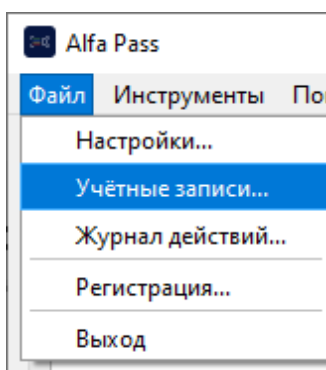 Alfa Pass
Файл Инструменты
Настройки...
Учётные записи...
Журнал действий...
Регистрация...
Выход